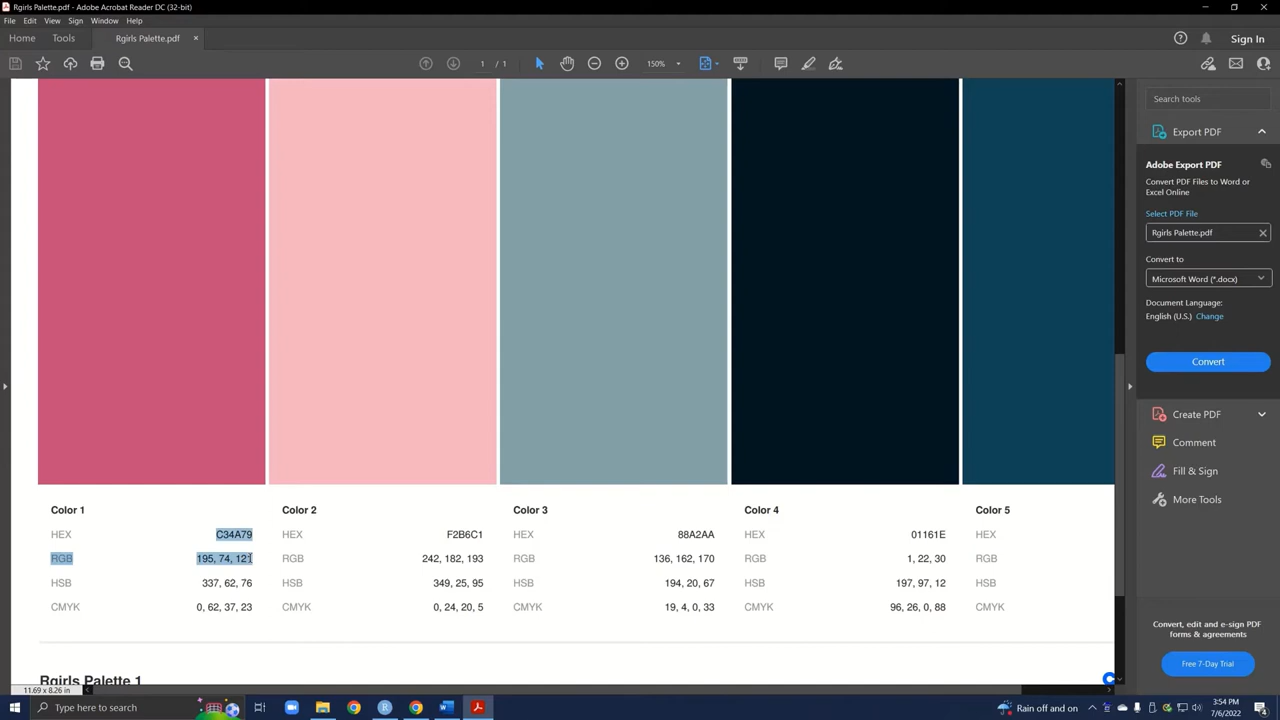 Rgirls Palette.pdf - Adobe Acrobat Reader DC (32-bit)
File Edit View Sign Window Help
Home Tools Rgirls Palette.pdf × Sign In
1 / 1 150%
Search tools
Export PDF
Adobe Export PDF
Convert PDF Files to Word or
Excel Online
Select PDF File
Rgirls Palette.pdf
Convert to
Microsoft Word (*.docx)
Document Language:
English (U.S.) Change
Convert
Create PDF
Comment
Fill & Sign
More Tools
Color 1 Color 2 Color 3 Color 4 Color 5
HEX C34A79 HEX F2B6C1 HEX 88A2AA HEX 01161E HEX
RGB 195, 74, 121 RGB 242, 182, 193 RGB 136, 162, 170 RGB 1, 22, 30 RGB
HSB 337, 62, 76 HSB 349, 25, 95 HSB 194, 20, 67 HSB 197, 97, 12 HSB
CMYK 0, 62, 37, 23 CMYK 0, 24, 20, 5 CMYK 19, 4, 0, 33 CMYK 96, 26, 0, 88 CMYK
Convert, edit and e-sign PDF
forms & agreements
Free 7-Day Trial
Rgirls Palette 1
11.69 x 8.26 in
Type here to search
Rain off and on
3:54 PM
7/6/2022
4